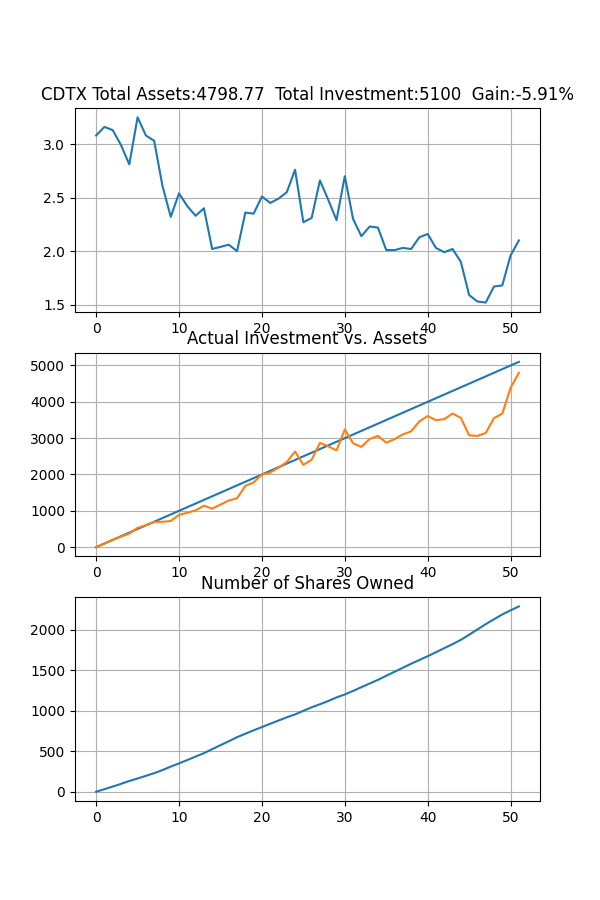 CDTX Total Assets:4798.77  Total Investment:5100  Gain:-5.91%
3.0
2.5
2.0
1.5
0 10 20 30 40 50
Actual Investment vs. Assets
5000
4000
3000
2000
1000
0
0 10 20 30 40 50
Number of Shares Owned
2000
1500
1000
500
0
0 10 20 30 40 50